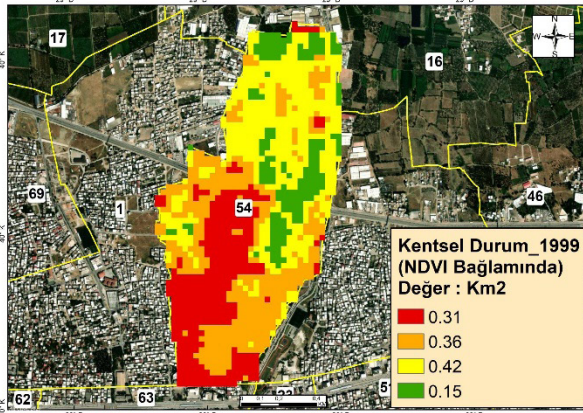 17
16
N
W E
S
69
1
54
46
Kentsel Durum_1999
(NDVI Bağlamında)
Değer : Km2
0.31
0.36
0.42
0.15
62
63